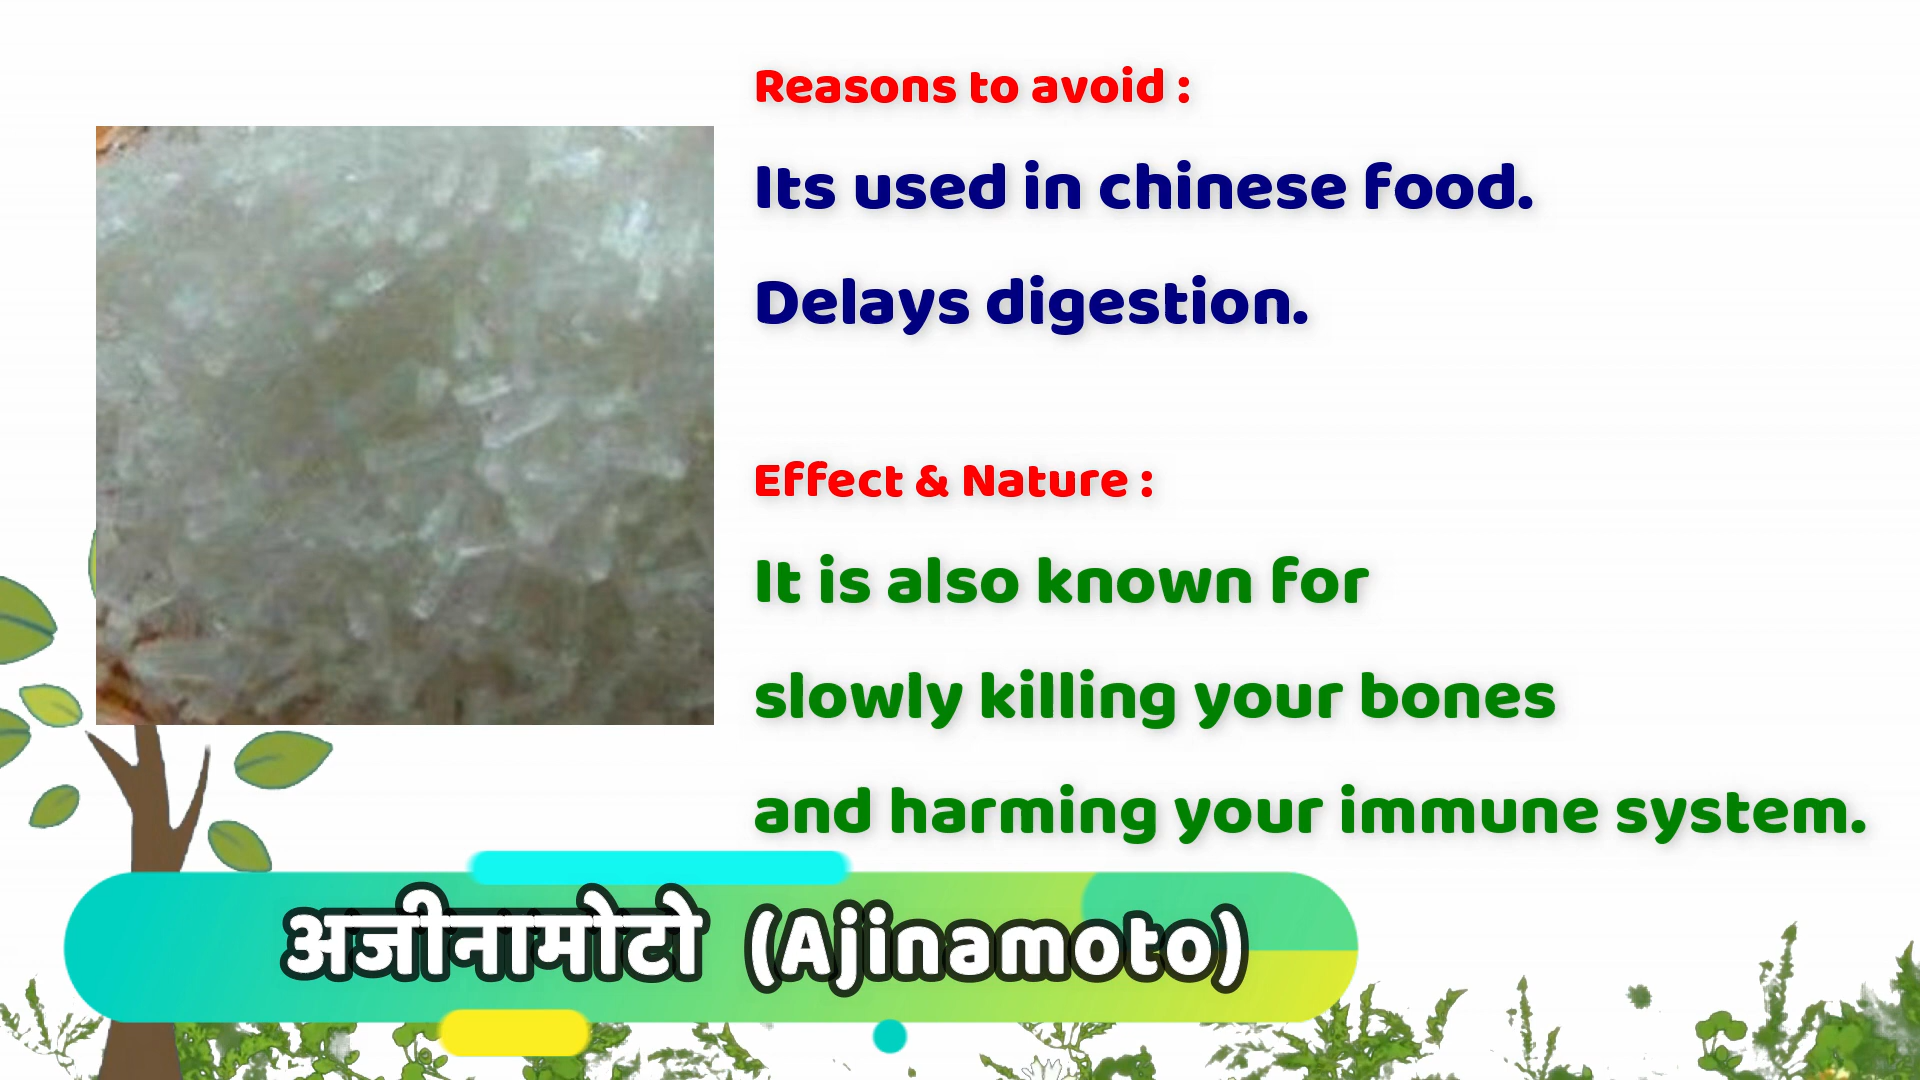 Reasons to avoid :
Its used in chinese food.
Delays digestion.
Effect & Nature :
It is also known for
slowly killing your bones
and harming your immune system.
अजीनामोटो (Ajinamoto)